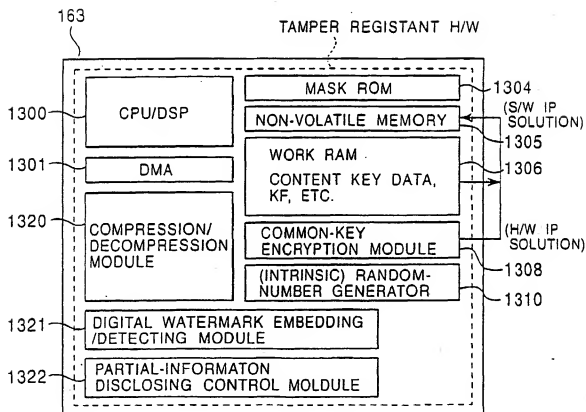 163
TAMPER REGISTANT H/W
1300
CPU/DSP
MASK ROM
1304
NON-VOLATILE MEMORY
(S/W IP
SOLUTION)
1305
1301
DMA
WORK RAM
CONTENT KEY DATA,
KF, ETC.
1306
1320
COMPRESSION/
DECOMPRESSION
MODULE
COMMON-KEY
ENCRYPTION MODULE
(H/W IP
SOLUTION)
1308
(INTRINSIC) RANDOM-
NUMBER GENERATOR
1310
1321
DIGITAL WATERMARK EMBEDDING
/DETECTING MODULE
1322
PARTIAL-INFORMATON
DISCLOSING CONTROL MOLDULE